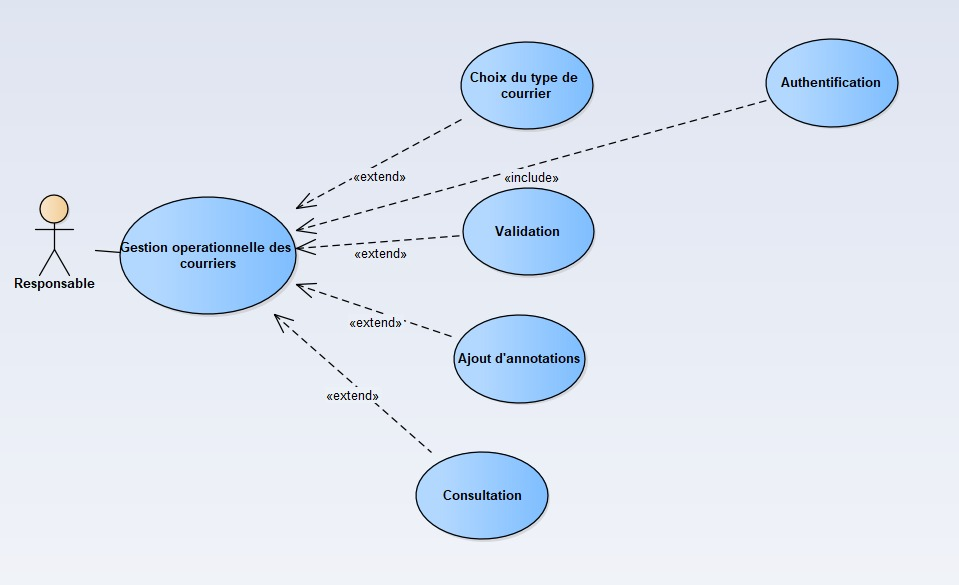 Choix du type de
courrier
Authentification
«extend»
«include»
Validation
Gestion operationnelle des
courriers
«extend»
Responsable
«extend»
Ajout d'annotations
«extend»
Consultation